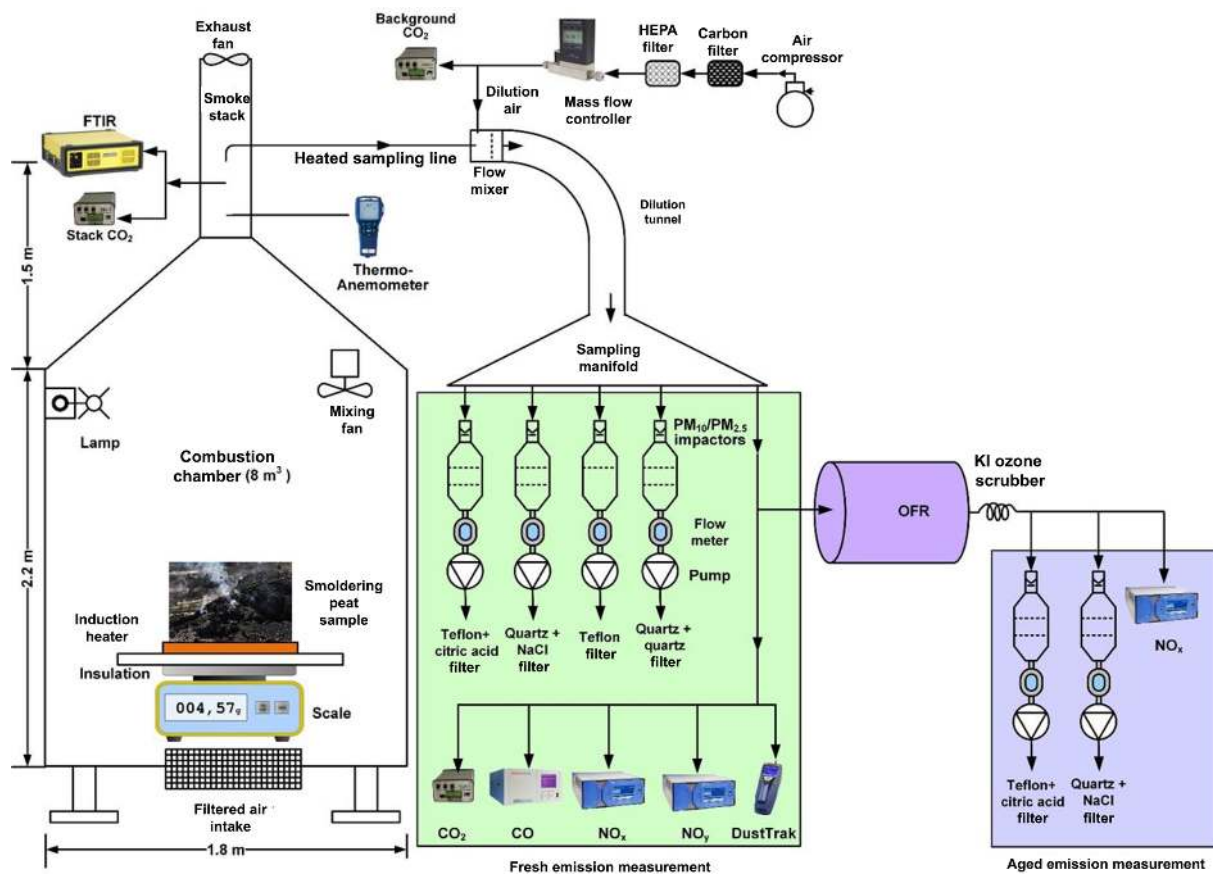 Exhaust
fan
Smoke
stack
FTIR
Stack CO₂
Heated sampling line
Thermo-
Anemometer
Background
CO₂
Dilution
air
Mass flow
controller
HEPA
filter
Carbon
filter
Air
compressor
Flow
mixer
Dilution
tunnel
Sampling
manifold
1.5 m
2.2 m
Lamp
Mixing
fan
Combustion
chamber (8 m³)
Smoldering
peat
sample
Induction
heater
Insulation
004,57g
Scale
Filtered air
intake
1.8 m
PM₁₀/PM₂.₅
impactors
Flow
meter
Pump
Teflon+
citric acid
filter
Quartz +
NaCl
filter
Teflon
filter
Quartz +
quartz
filter
CO₂
CO
NOₓ
NOᵧ
DustTrak
Fresh emission measurement
OFR
KI ozone
scrubber
NOₓ
Teflon+
citric acid
filter
Quartz +
NaCl
filter
Aged emission measurement